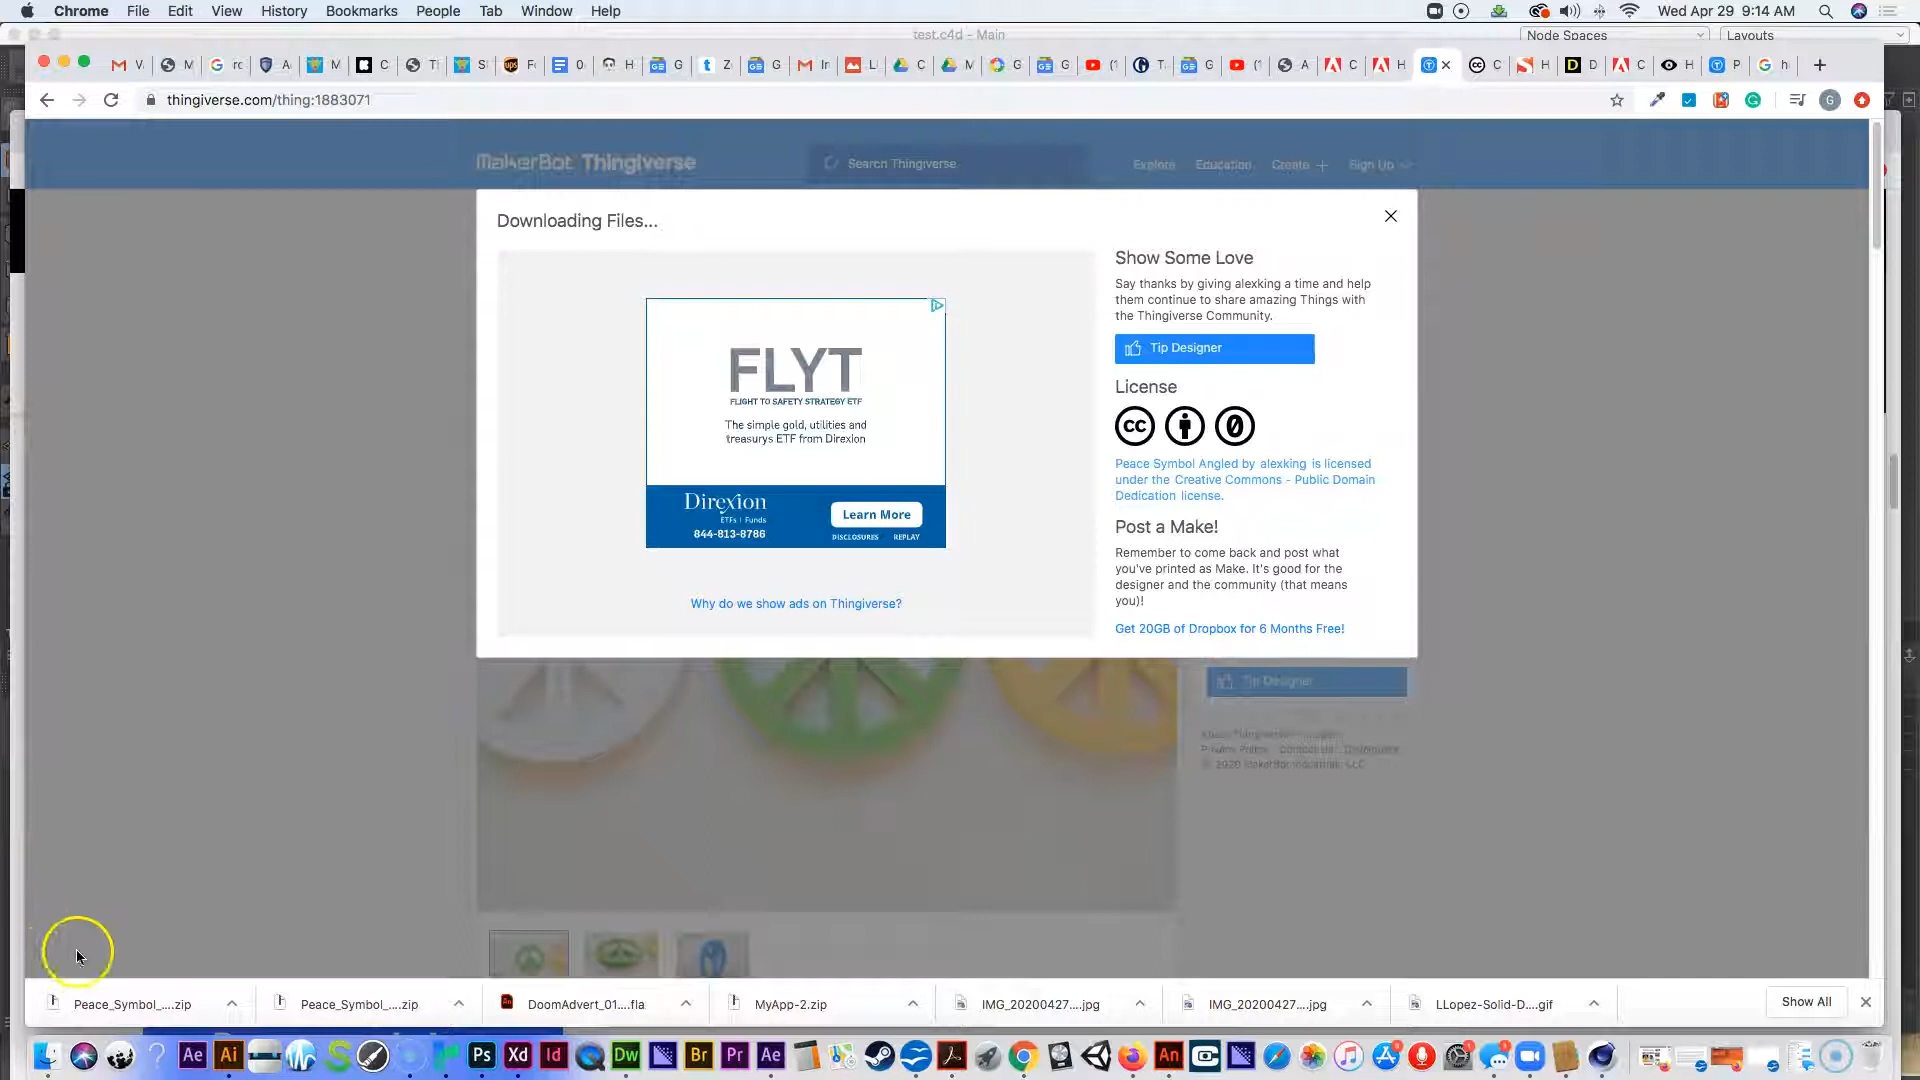 Chrome File Edit View History Bookmarks People Tab Window Help
Wed Apr 29 9:14 AM
test.c4d - Main
Node Spaces
Layouts
thingiverse.com/thing:1883071
MakerBot Thingiverse
Search Thingiverse
Explore Education Create + Sign Up
Downloading Files...
FLYT
FLIGHT TO SAFETY STRATEGY ETF
The simple gold, utilities and
treasurys ETF from Direxion
Direxion
ETFs | Funds
844-813-8786
Learn More
DISCLOSURES REPLAY
Why do we show ads on Thingiverse?
Show Some Love
Say thanks by giving alexking a time and help
them continue to share amazing Things with
the Thingiverse Community.
Tip Designer
License
Peace Symbol Angled by alexking is licensed
under the Creative Commons - Public Domain
Dedication license.
Post a Make!
Remember to come back and post what
you've printed as Make. It's good for the
designer and the community (that means
you)!
Get 20GB of Dropbox for 6 Months Free!
Tip Designer
Peace_Symbol_....zip
Peace_Symbol_....zip
DoomAdvert_01....fla
MyApp-2.zip
IMG_20200427....jpg
IMG_20200427....jpg
LLopez-Solid-D....gif
Show All
Ae Ai Ps Xd Id Dw Br Pr Ae An